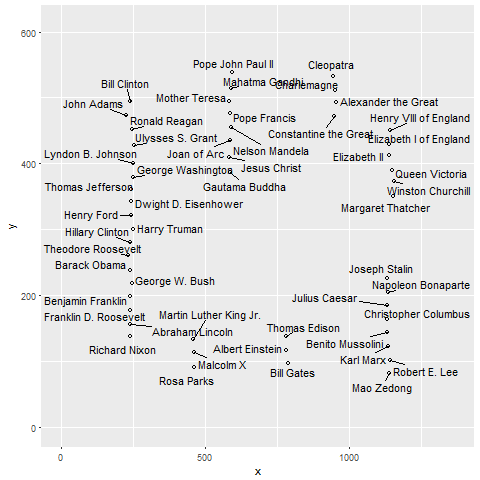 600
Pope John Paul II
Cleopatra
Bill Clinton
Mahatma Gandhi
Charlemagne
Mother Teresa
John Adams
Alexander the Great
Ronald Reagan
Pope Francis
Henry VIII of England
Constantine the Great
Ulysses S. Grant
Elizabeth I of England
Lyndon B. Johnson
Joan of Arc
Nelson Mandela
Elizabeth II
400
George Washington
Jesus Christ
Queen Victoria
Thomas Jefferson
Gautama Buddha
Winston Churchill
Dwight D. Eisenhower
Margaret Thatcher
Henry Ford
Hillary Clinton
Harry Truman
y
Theodore Roosevelt
Barack Obama
Joseph Stalin
George W. Bush
Napoleon Bonaparte
200
Benjamin Franklin
Julius Caesar
Franklin D. Roosevelt
Martin Luther King Jr.
Christopher Columbus
Abraham Lincoln
Thomas Edison
Richard Nixon
Albert Einstein
Benito Mussolini
Malcolm X
Karl Marx
Rosa Parks
Bill Gates
Robert E. Lee
Mao Zedong
0
0
500
1000
x